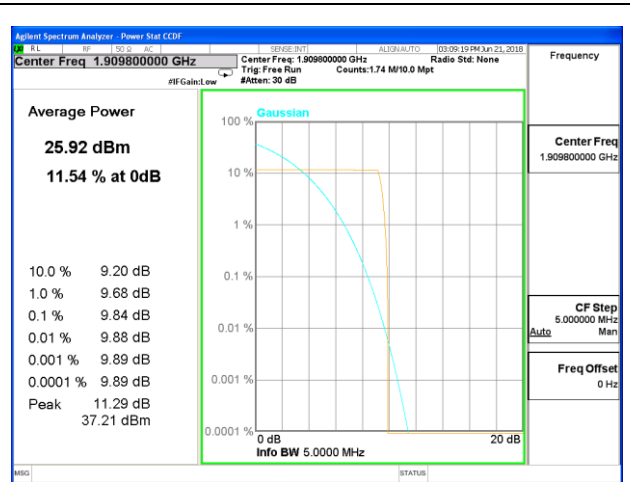 Agilent Spectrum Analyzer - Power Stat CCDF
RL RF 50 Ω AC SENSE:INT ALIGNAUTO 03:09:19 PM Jun 21, 2018
Center Freq 1.909800000 GHz
Center Freq: 1.909800000 GHz Radio Std: None
Trig: Free Run Counts:1.74 M/10.0 Mpt
#IFGain:Low #Atten: 30 dB
Frequency
Center Freq
1.909800000 GHz
CF Step
5.000000 MHz
Auto Man
Freq Offset
0 Hz
Average Power
25.92 dBm
11.54 % at 0dB
10.0 % 9.20 dB
1.0 % 9.68 dB
0.1 % 9.84 dB
0.01 % 9.88 dB
0.001 % 9.89 dB
0.0001 % 9.89 dB
Peak 11.29 dB
37.21 dBm
Gaussian
100 %
10 %
1 %
0.1 %
0.01 %
0.001 %
0.0001 %
0 dB 20 dB
Info BW 5.0000 MHz
MSG STATUS